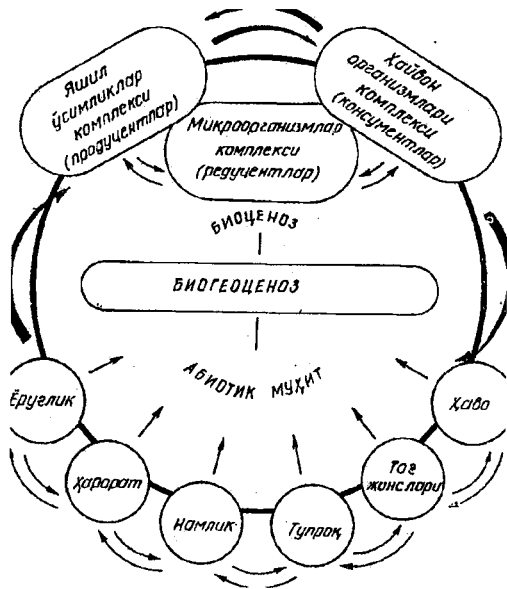 Яшил
ўсимликлар
комплекси
(продуцентлар)
Микроорганизмлар
комплекси
(редуцентлар)
Ҳайвон
организмлари
комплекси
(консументлар)
БИОЦЕНОЗ
БИОГЕОЦЕНОЗ
АБИОТИК МУҲИТ
Ёруғлик
Ҳарорат
Намлик
Тупроқ
Тоғ
жинслари
Ҳаво